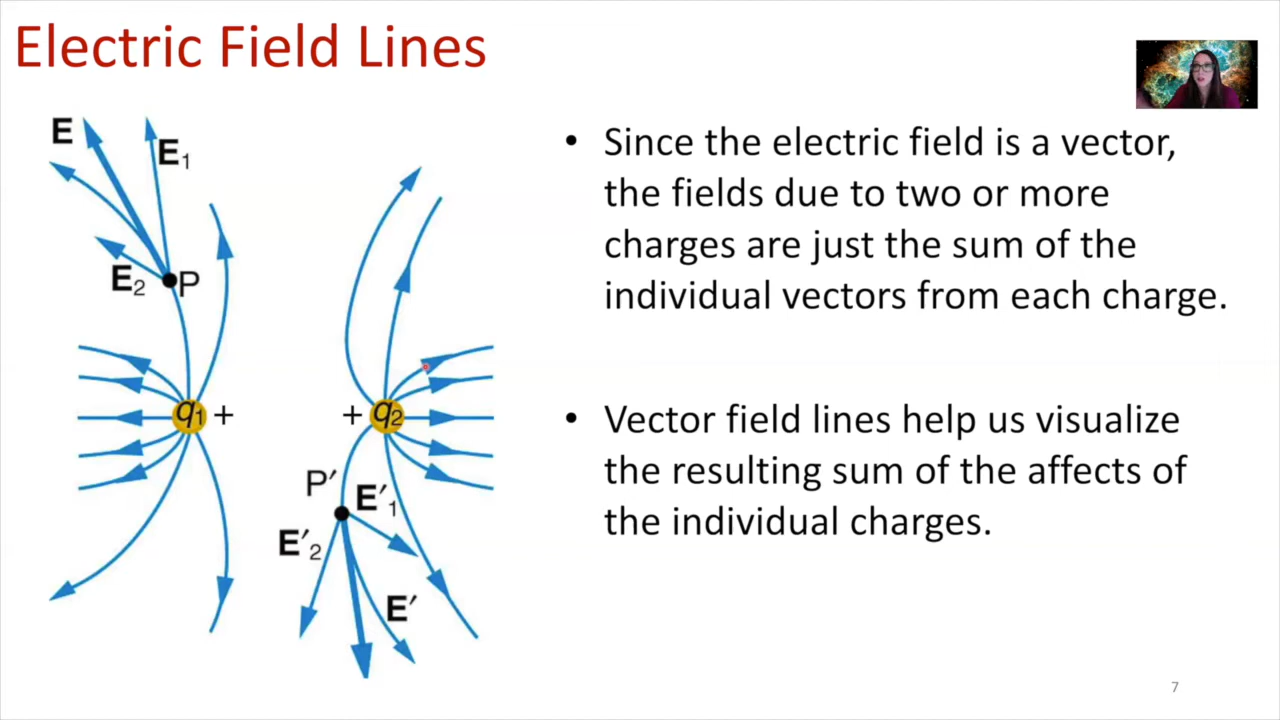 Electric Field Lines
E
E1
E2
P
q1 +
+ q2
P′
E′1
E′2
E′
• Since the electric field is a vector,
the fields due to two or more
charges are just the sum of the
individual vectors from each charge.
• Vector field lines help us visualize
the resulting sum of the affects of
the individual charges.
7